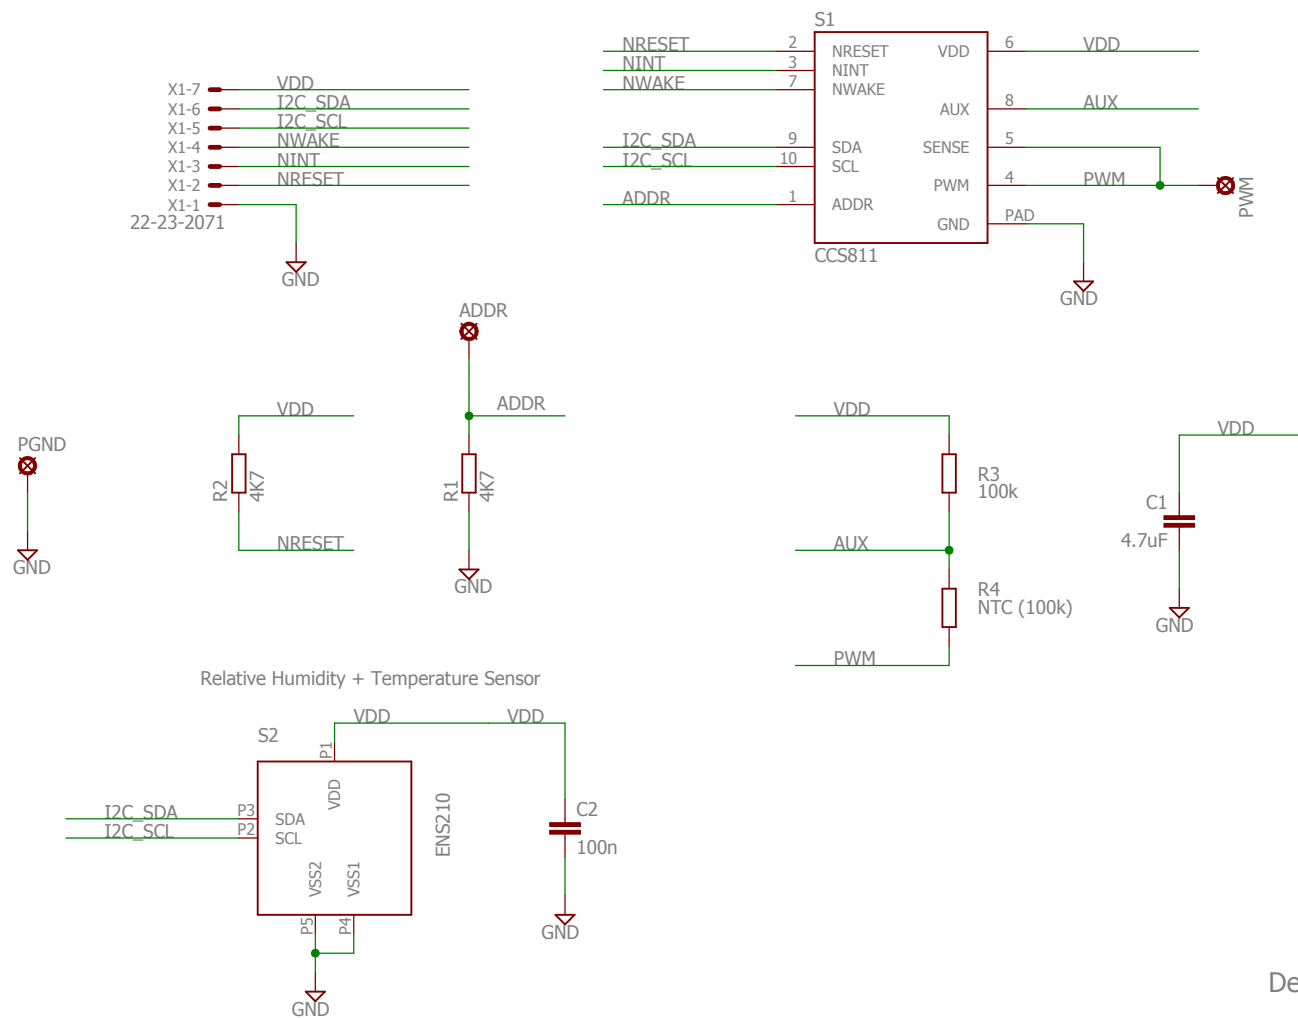 S1
NRESET 2 NRESET VDD 6 VDD
NINT 3 NINT
NWAKE 7 NWAKE
AUX 8 AUX
I2C_SDA 9 SDA SENSE 5
I2C_SCL 10 SCL
PWM 4 PWM PWM
ADDR 1 ADDR
GND PAD
CCS811
GND
X1-7 VDD
X1-6 I2C_SDA
X1-5 I2C_SCL
X1-4 NWAKE
X1-3 NINT
X1-2 NRESET
X1-1
22-23-2071
GND
PGND
GND
VDD
R2
4K7
NRESET
ADDR
ADDR
R1
4K7
GND
VDD
R3
100k
AUX
R4
NTC (100k)
PWM
VDD
C1
4.7uF
GND
Relative Humidity + Temperature Sensor
VDD VDD
S2
P1
VDD
I2C_SDA P3 SDA
I2C_SCL P2 SCL
ENS210
VSS2 VSS1
P5 P4
GND
C2
100n
GND
De